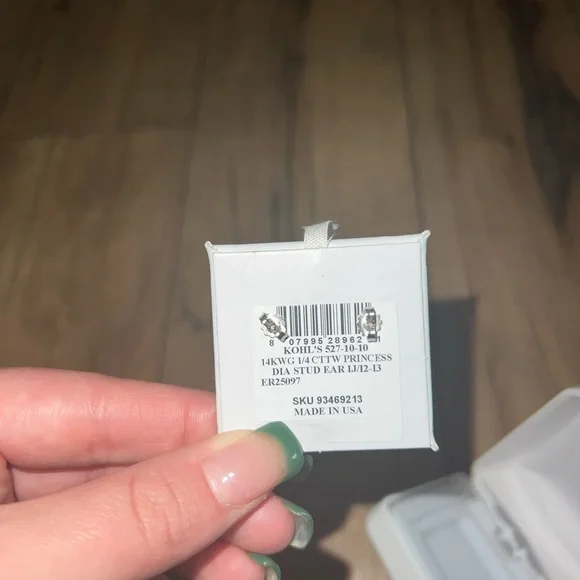 8 07995 28962 1
KOHL'S 527-10-10
14KWG 1/4 CTTW PRINCESS
DIA STUD EAR IJ/I2-I3
ER25097
SKU 93469213
MADE IN USA